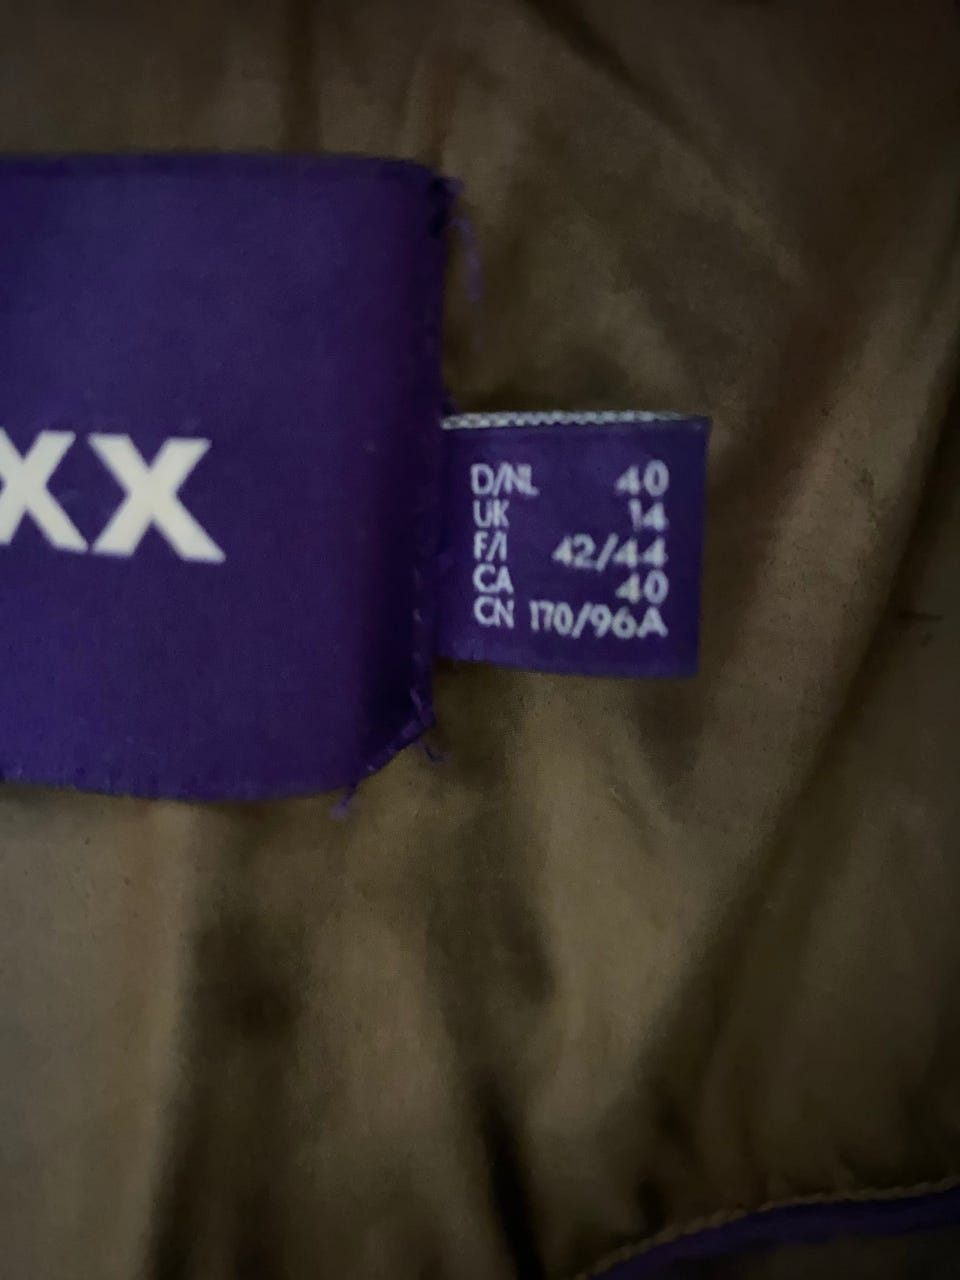 XX
D/NL 40
UK 14
F/I 42/44
CA 40
CN 170/96A